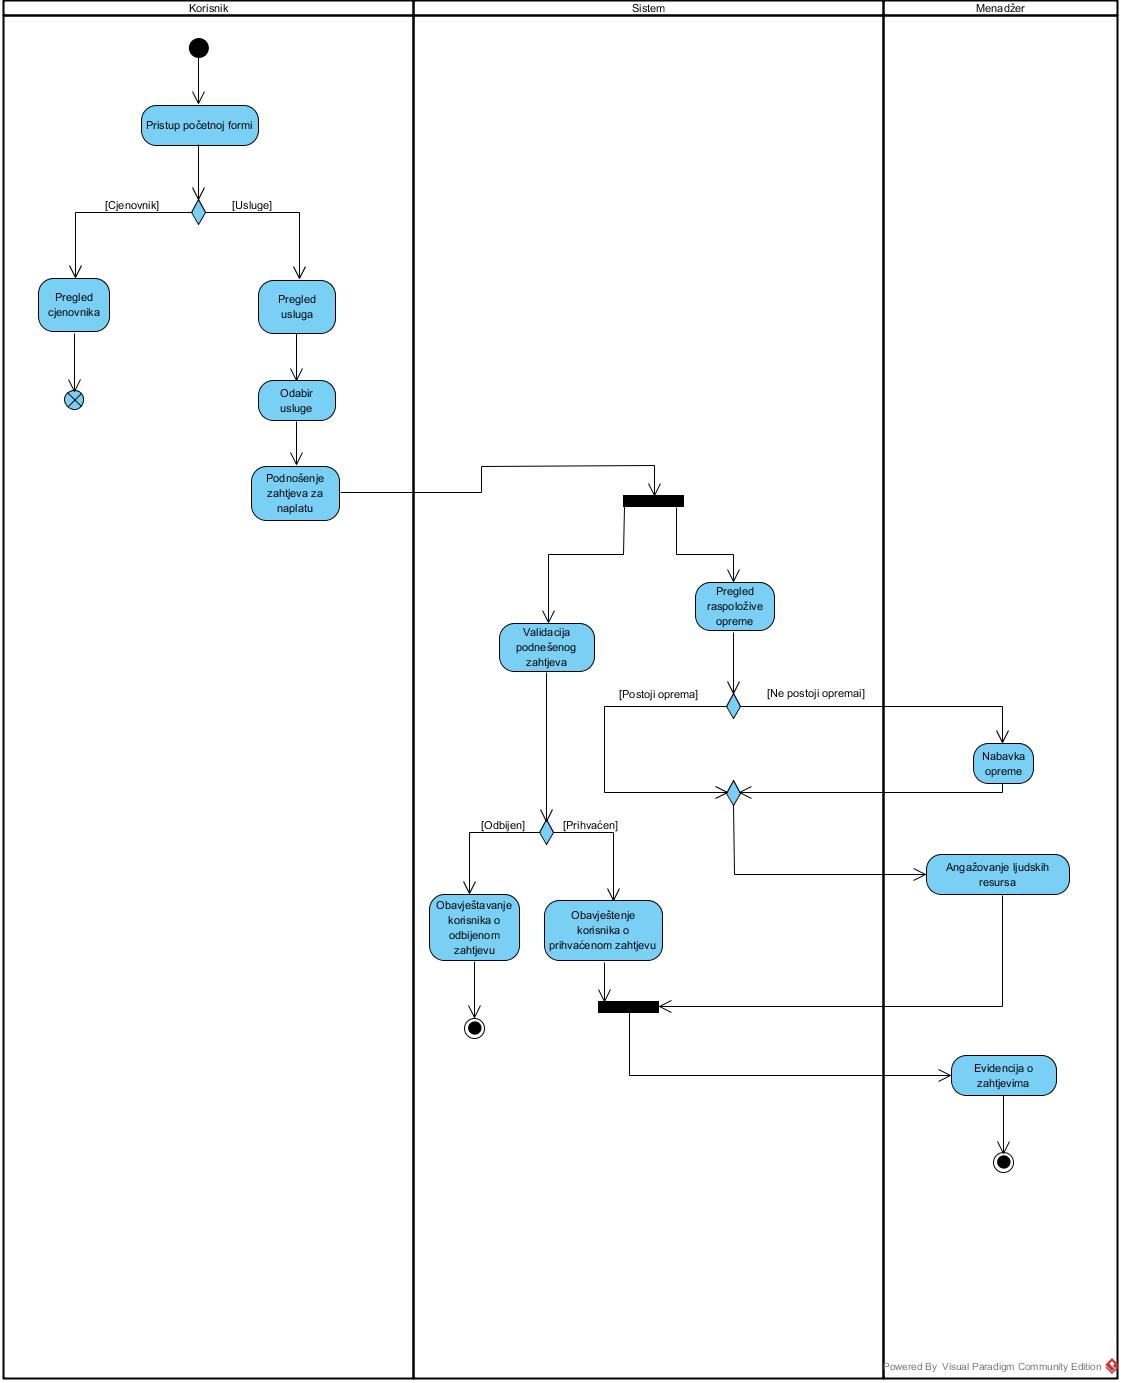 Korisnik
Sistem
Menadžer
Pristup početnoj formi
[Cjenovnik]
[Usluge]
Pregled
cjenovnika
Pregled
usluga
Odabir
usluge
Podnošenje
zahtjeva za
naplatu
Pregled
raspoložive
opreme
Validacija
podnešenog
zahtjeva
[Postoji oprema]
[Ne postoji opremai]
Nabavka
opreme
[Odbijen]
[Prihvaćen]
Angažovanje ljudskih
resursa
Obavještavanje
korisnika o
odbijenom
zahtjevu
Obavještenje
korisnika o
prihvaćenom zahtjevu
Evidencija o
zahtjevima
Powered By Visual Paradigm Community Edition